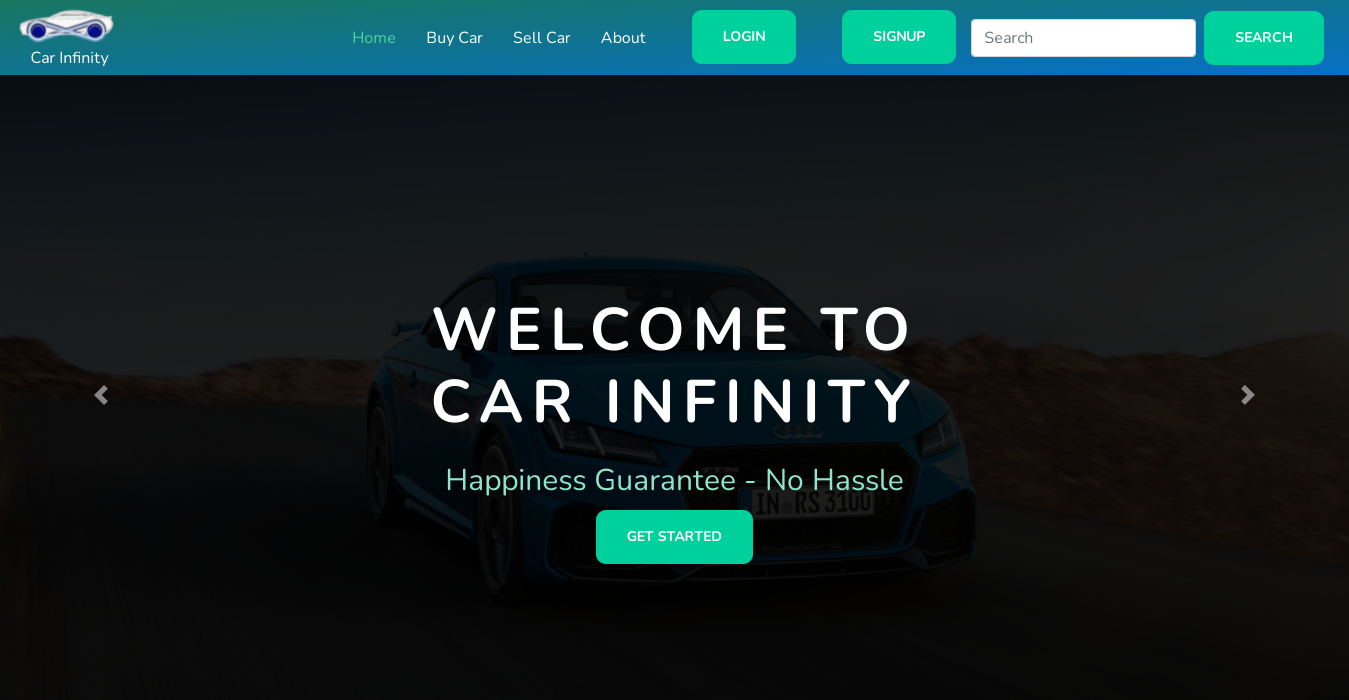 Car Infinity
Home
Buy Car
Sell Car
About
LOGIN
SIGNUP
Search
SEARCH
WELCOME TO
CAR INFINITY
Happiness Guarantee - No Hassle
IN RS 3100
GET STARTED